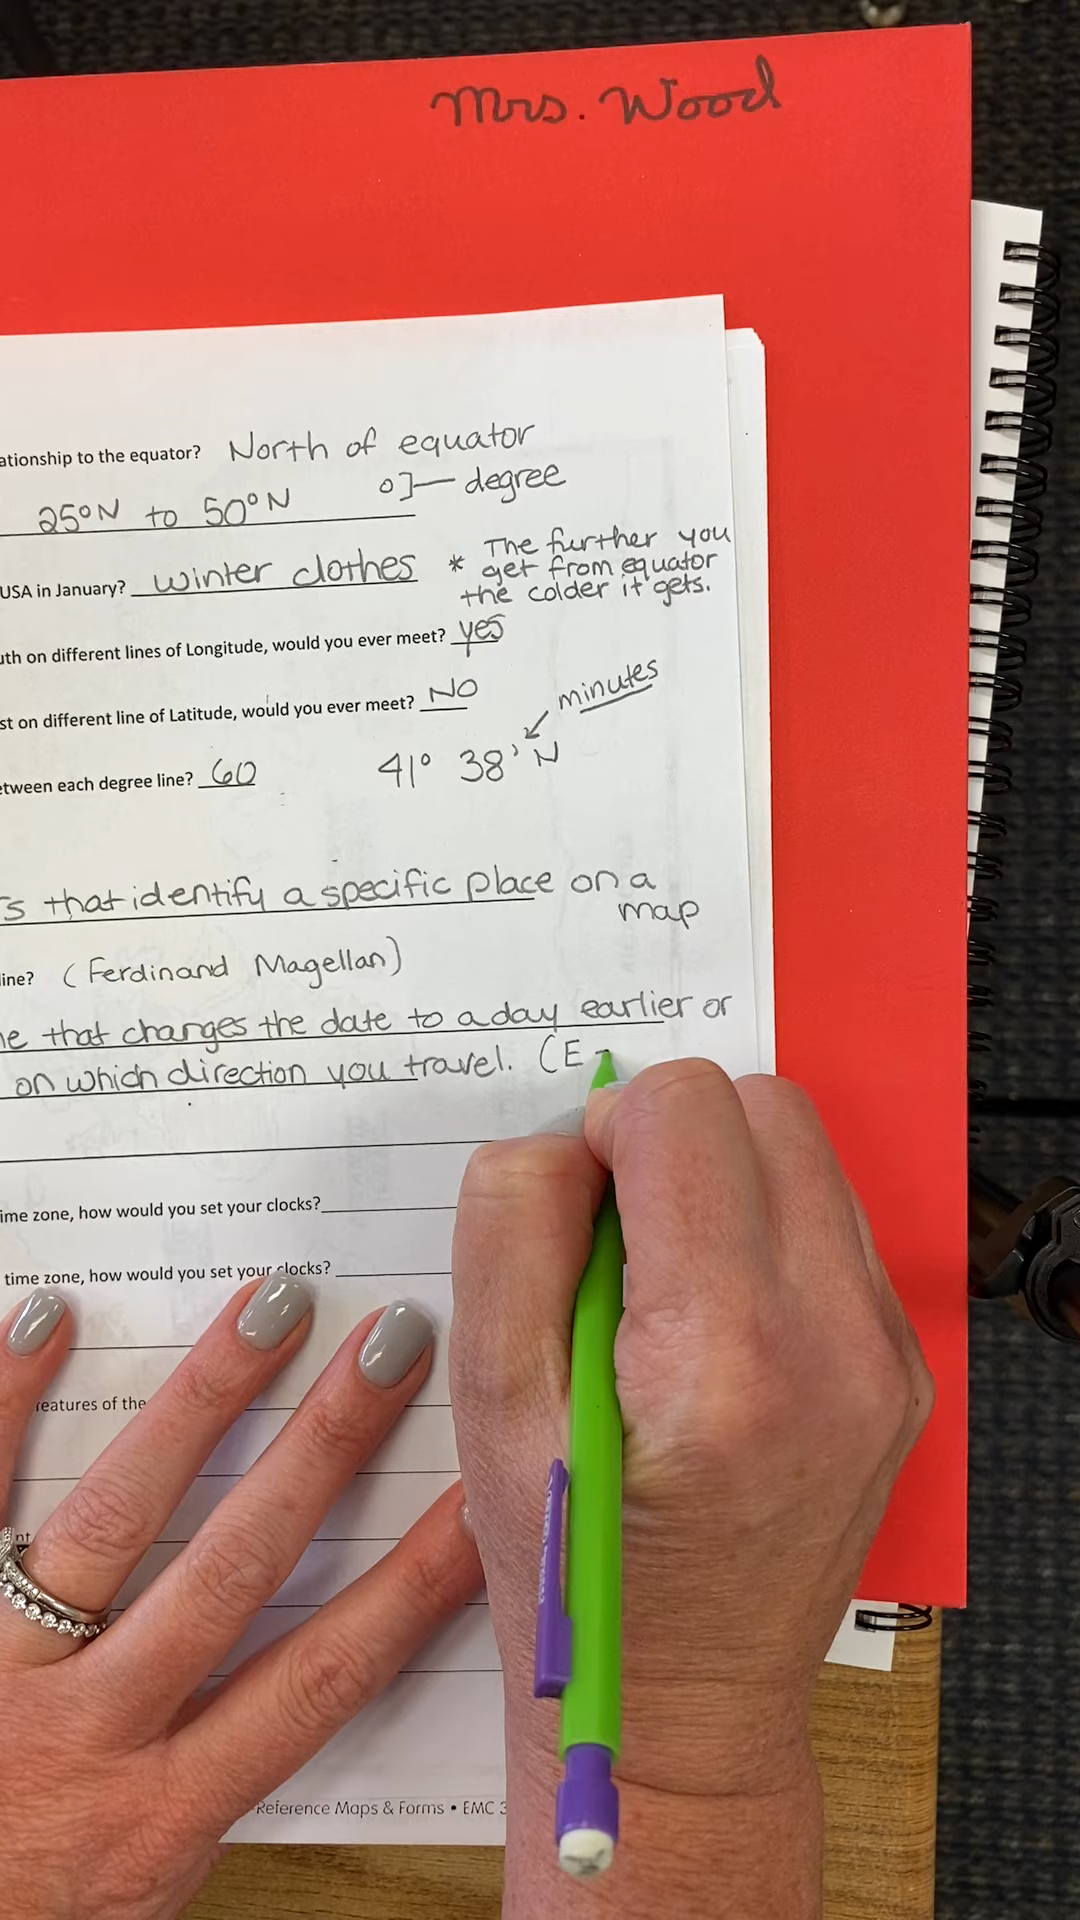 Mrs. Wood
ationship to the equator? North of equator
25°N to 50°N
o]— degree
USA in January? winter clothes
* The further you
get from equator
the colder it gets.
uth on different lines of Longitude, would you ever meet? yes
st on different line of Latitude, would you ever meet? NO
minutes
etween each degree line? 60
41° 38' N
rs that identify a specific place on a
map
line? (Ferdinand Magellan)
ne that changes the date to a day earlier or
on which direction you travel. (E -
ime zone, how would you set your clocks?
time zone, how would you set your clocks?
eatures of the
nt
Reference Maps & Forms • EMC 3